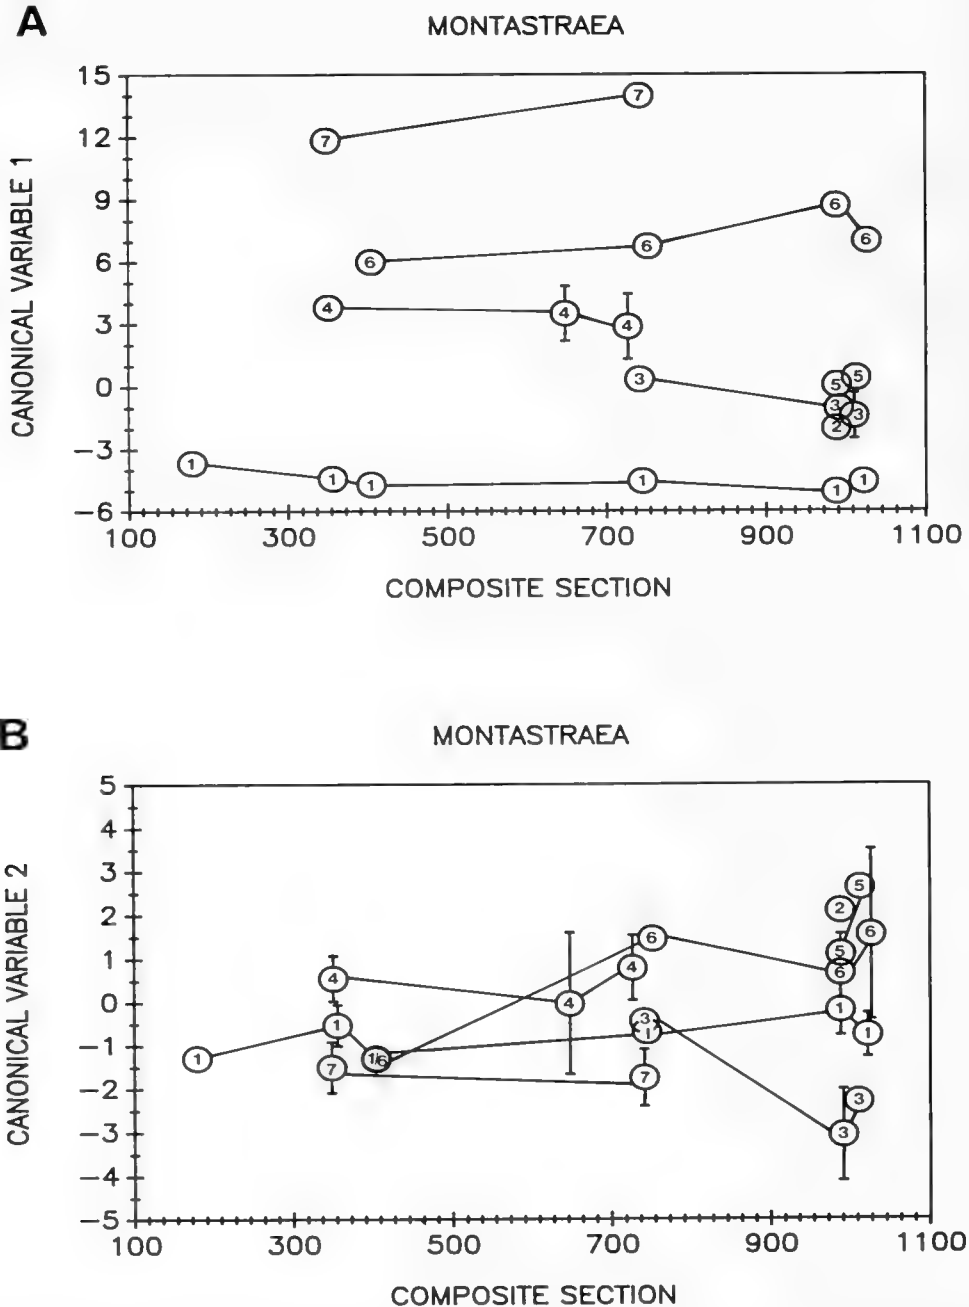 A
MONTASTRAEA
CANONICAL VARIABLE 1
15
12
9
6
3
0
−3
−6
7 7
6 6 6 6
4 4 4
3 3 3
5 5
2
1 1 1 1 1 1
100 300 500 700 900 1100
COMPOSITE SECTION
B
MONTASTRAEA
CANONICAL VARIABLE 2
5
4
3
2
1
0
−1
−2
−3
−4
−5
4 4 4
1 1 1 1 1 1
6 6 6 6
7 7
3 3 3
2
5 5
100 300 500 700 900 1100
COMPOSITE SECTION